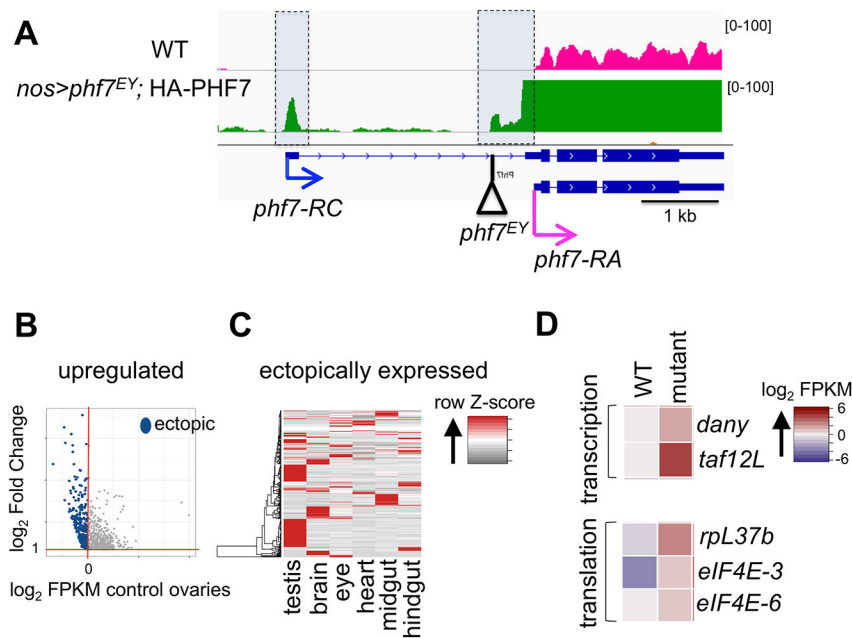 A
WT
[0-100]
nos>phf7EY; HA-PHF7
[0-100]
Phf7
phf7-RC
phf7EY
1 kb
phf7-RA
B
C
D
upregulated
ectopically expressed
ectopic
log2 Fold Change
1
0
log2 FPKM control ovaries
row Z-score
testis
brain
eye
heart
midgut
hindgut
WT
mutant
log2 FPKM
6
0
-6
transcription
dany
taf12L
translation
rpL37b
eIF4E-3
eIF4E-6